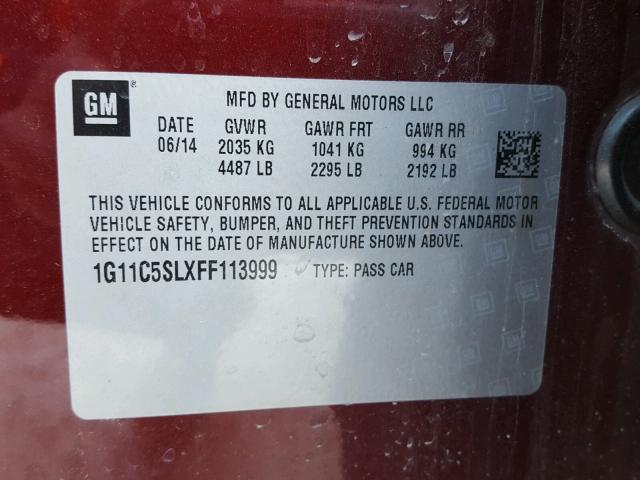 GM®
MFD BY GENERAL MOTORS LLC
DATE GVWR GAWR FRT GAWR RR
06/14 2035 KG 1041 KG 994 KG
4487 LB 2295 LB 2192 LB
THIS VEHICLE CONFORMS TO ALL APPLICABLE U.S. FEDERAL MOTOR
VEHICLE SAFETY, BUMPER, AND THEFT PREVENTION STANDARDS IN
EFFECT ON THE DATE OF MANUFACTURE SHOWN ABOVE.
1G11C5SLXFF113999 TYPE: PASS CAR